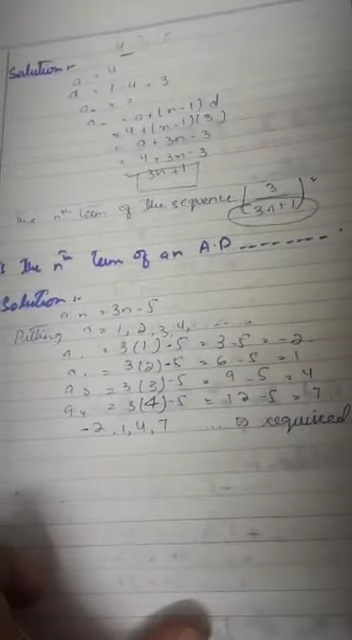 Solution:-
a = 4
d = 7-4 = 3
an = ?
an = a+(n-1)d
= 4+(n-1)(3)
= 4+3n-3
3n+1
the nth term of the sequence (3/3n+1)²
The nth term of an A.P --------.
Solution:-
an = 3n-5
Putting n = 1, 2, 3, 4, ......
a1 = 3(1)-5 = 3-5 = -2
a2 = 3(2)-5 = 6-5 = 1
a3 = 3(3)-5 = 9-5 = 4
a4 = 3(4)-5 = 12-5 = 7.
-2, 1, 4, 7 ... is required